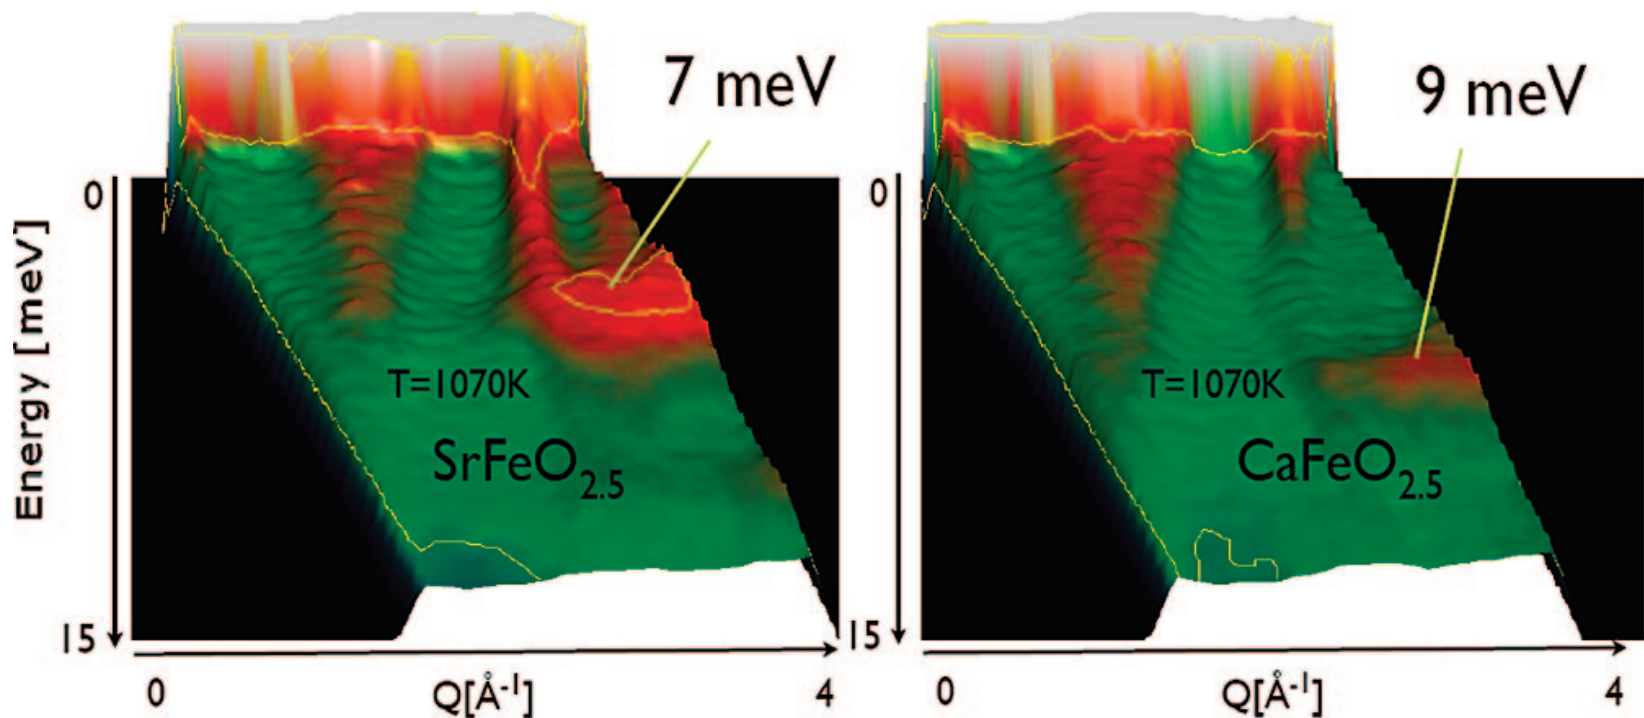 7 meV
9 meV
0
0
Energy [meV]
T=1070K
T=1070K
SrFeO2.5
CaFeO2.5
15
15
0
Q[Å-1]
4
0
Q[Å-1]
4